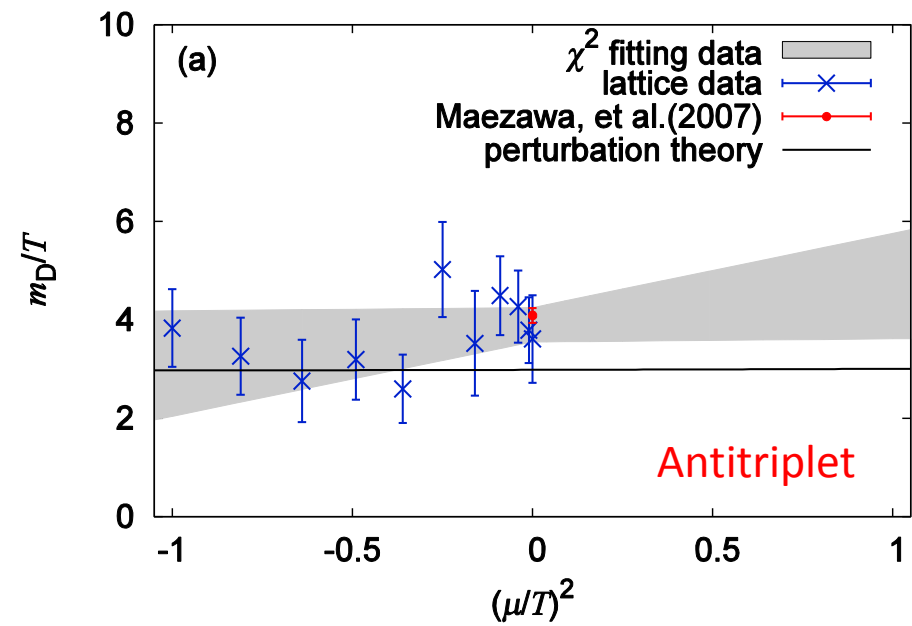 (a)
χ² fitting data
lattice data
Maezawa, et al.(2007)
perturbation theory
10
8
6
4
2
0
m_D/T
Antitriplet
-1
-0.5
0
0.5
1
(μ/T)²